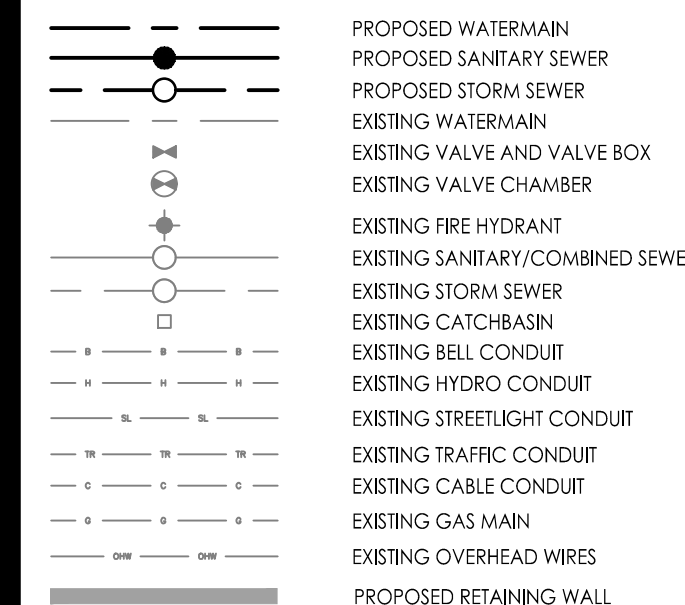 PROPOSED WATERMAIN
PROPOSED SANITARY SEWER
PROPOSED STORM SEWER
EXISTING WATERMAIN
EXISTING VALVE AND VALVE BOX
EXISTING VALVE CHAMBER
EXISTING FIRE HYDRANT
EXISTING SANITARY/COMBINED SEWE
EXISTING STORM SEWER
EXISTING CATCHBASIN
B B B EXISTING BELL CONDUIT
H H H EXISTING HYDRO CONDUIT
SL SL EXISTING STREETLIGHT CONDUIT
TR TR TR EXISTING TRAFFIC CONDUIT
C C C EXISTING CABLE CONDUIT
G G G EXISTING GAS MAIN
OHW OHW EXISTING OVERHEAD WIRES
PROPOSED RETAINING WALL